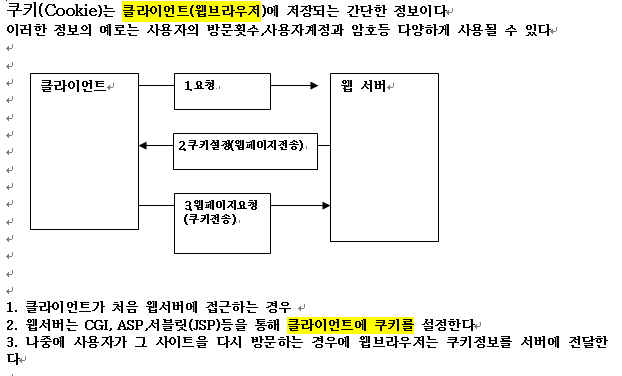 쿠키(Cookie)는 클라이언트(웹브라우저)에 저장되는 간단한 정보이다
이러한 정보의 예로는 사용자의 방문횟수,사용자계정과 암호등 다양하게 사용될 수 있다
클라이언트
1.요청
웹 서버
2.쿠키설정(웹페이지전송)
3.웹페이지요청
(쿠키전송)
1. 클라이언트가 처음 웹서버에 접근하는 경우
2. 웹서버는 CGI, ASP,서블릿(JSP)등을 통해 클라이언트에 쿠키를 설정한다
3. 나중에 사용자가 그 사이트을 다시 방문하는 경우에 웹브라우저는 쿠키정보를 서버에 전달한
다